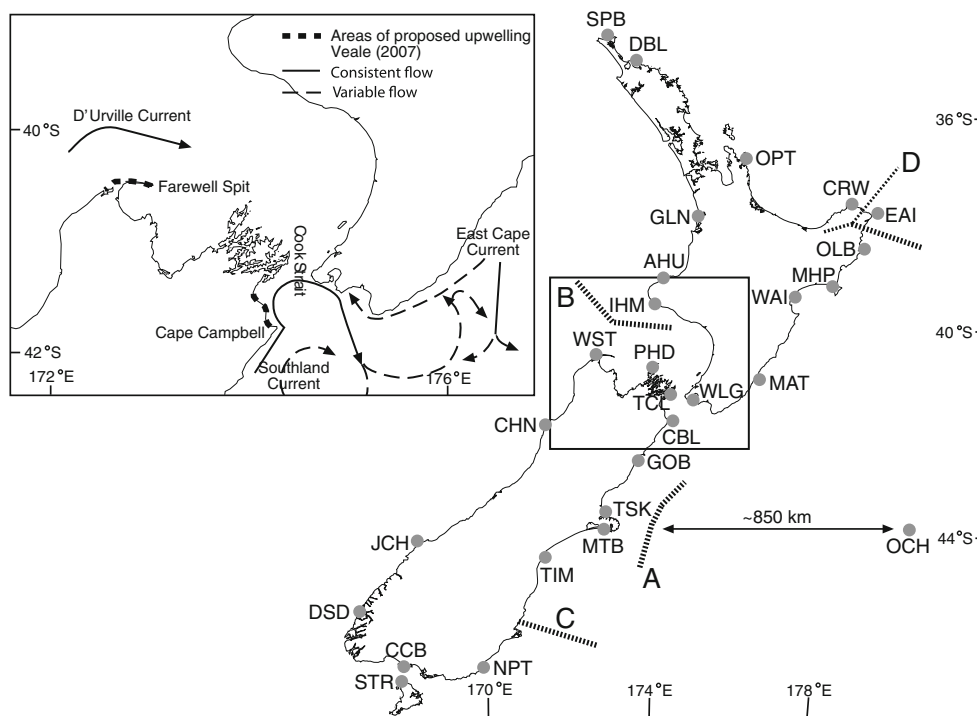 Areas of proposed upwelling
Veale (2007)
Consistent flow
Variable flow
D'Urville Current
40°S
Farewell Spit
Cook Strait
East Cape
Current
Cape Campbell
Southland
Current
42°S
172°E
176°E
SPB
DBL
36°S
OPT
D
CRW
EAI
GLN
OLB
AHU
MHP
B
IHM
WAI
40°S
WST
PHD
MAT
TCL
WLG
CHN
CBL
GOB
TSK
~850 km
JCH
MTB
44°S
OCH
TIM
A
DSD
C
CCB
NPT
STR
170°E
174°E
178°E